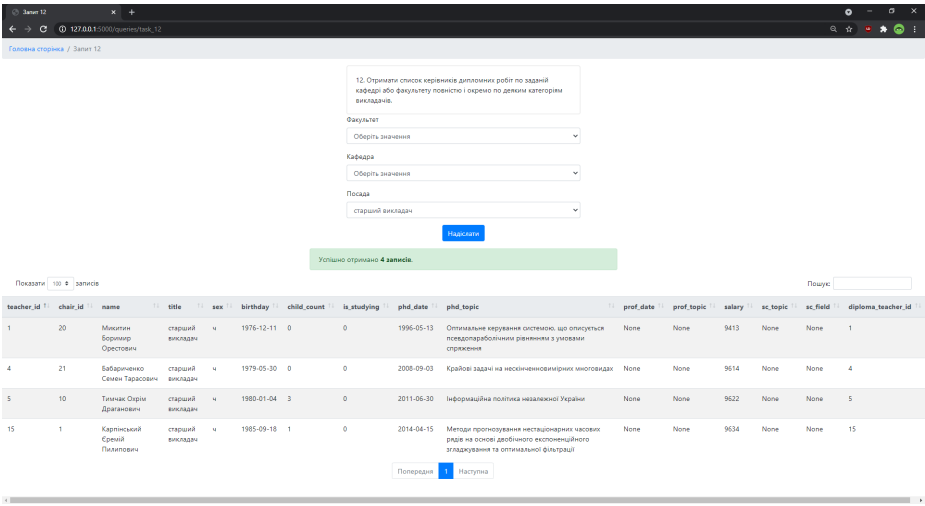 Запит 12
127.0.0.1:5000/queries/task_12
Головна сторінка / Запит 12
12. Отримати список керівників дипломних робіт по заданій
кафедрі або факультету повністю і окремо по деяким категоріям
викладачів.
Факультет
Оберіть значення
Кафедра
Оберіть значення
Посада
старший викладач
Надіслати
Успішно отримано 4 записів.
Показати 100 записів
Пошук:
teacher_id chair_id name title sex birthday child_count is_studying phd_date phd_topic prof_date prof_topic salary sc_topic sc_field diploma_teacher_id
1 20 Микитин старший ч 1976-12-11 0 0 1996-05-13 Оптимальне керування системою, що описується None None 9413 None None 1
Боримир викладач псевдопараболічним рівнянням з умовами
Орестович спряження
4 21 Бабариченко старший ч 1979-05-30 0 0 2008-09-03 Крайові задачі на нескінченновимірних многовидах None None 9614 None None 4
Семен Тарасович викладач
5 10 Тимчак Охрім старший ч 1980-01-04 3 0 2011-06-30 Інформаційна політика незалежної України None None 9622 None None 5
Драганович викладач
15 1 Карпінський старший ч 1985-09-18 1 0 2014-04-15 Методи прогнозування нестаціонарних часових None None 9634 None None 15
Єремій викладач рядів на основі двобічного експоненційного
Пилипович згладжування та оптимальної фільтрації
Попередня 1 Наступна